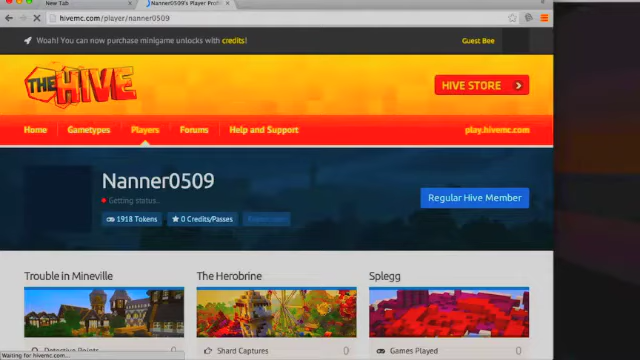 New Tab
Nanner0509's Player Profi
hivemc.com/player/nanner0509
Woah! You can now purchase minigame unlocks with credits!
Guest Bee
THE HIVE
HIVE STORE
Home
Gametypes
Players
Forums
Help and Support
play.hivemc.com
Nanner0509
Getting status..
Regular Hive Member
1918 Tokens
0 Credits/Passes
Trouble in Mineville
The Herobrine
Splegg
Detective Points 0
Shard Captures 0
Games Played 0
Waiting for hivemc.com...